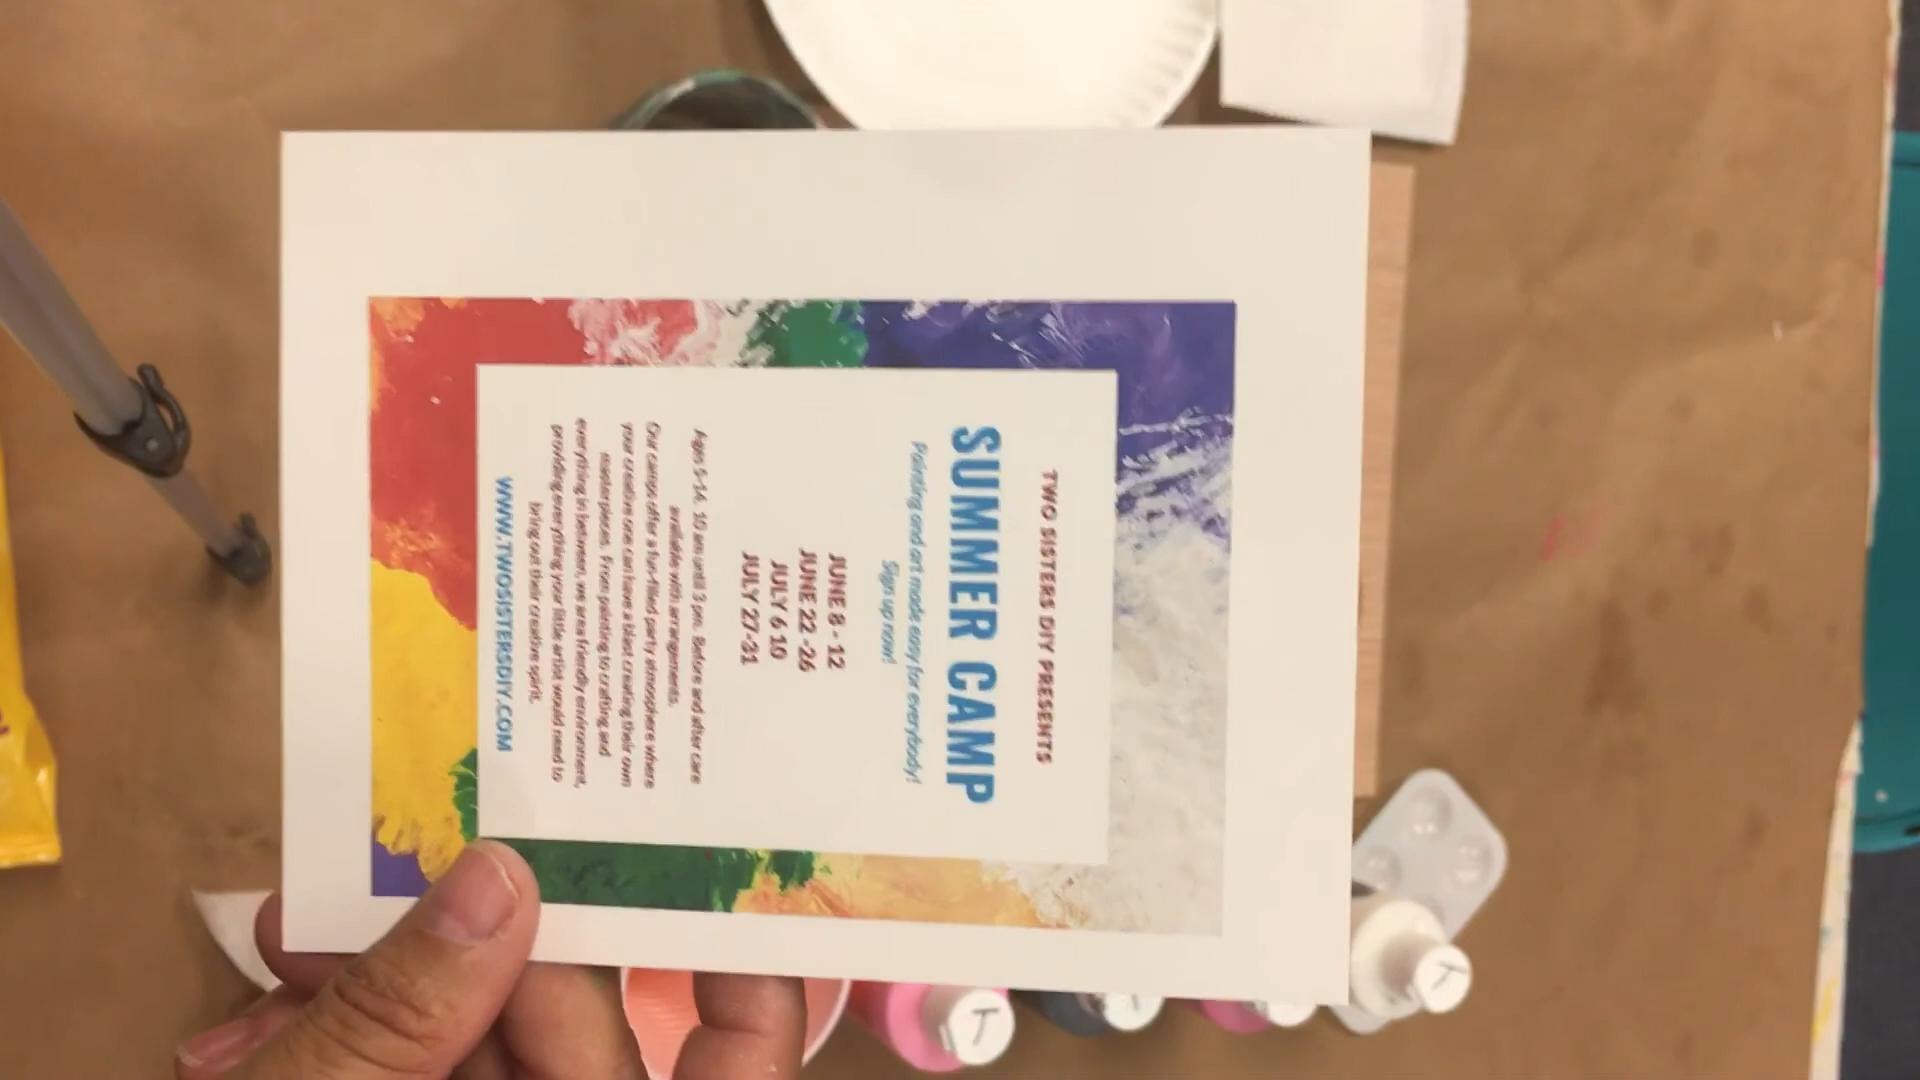 TWO SISTERS DIY PRESENTS
SUMMER CAMP
Painting and art made easy for everybody!
Sign up now!
JUNE 8 - 12
JUNE 22 -26
JULY 6 10
JULY 27-31
Ages 5-14. 10 am until 3 pm. Before and after care
available with arrangements.
Our camps offer a fun-filled party atmosphere where
your creative one can have a blast creating their own
masterpieces. From painting to crafting and
everything in between, we are a friendly environment,
providing everything your little artist would need to
bring out their creative spirit.
WWW.TWOSISTERSDIY.COM